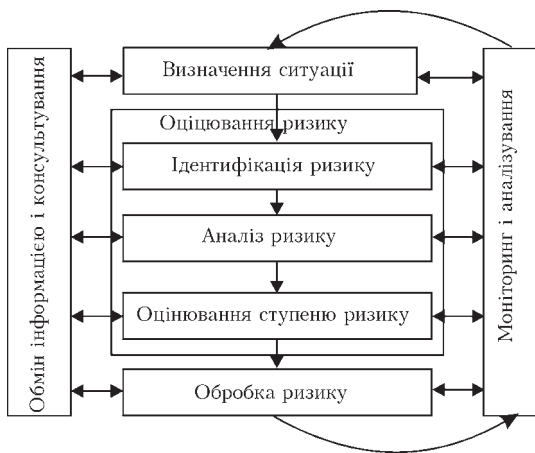 Обмін інформацією і консультування
Визначення ситуації
Оціцювання ризику
Ідентифікація ризику
Аналіз ризику
Оцінювання ступеню ризику
Обробка ризику
Моніторинг і аналізування